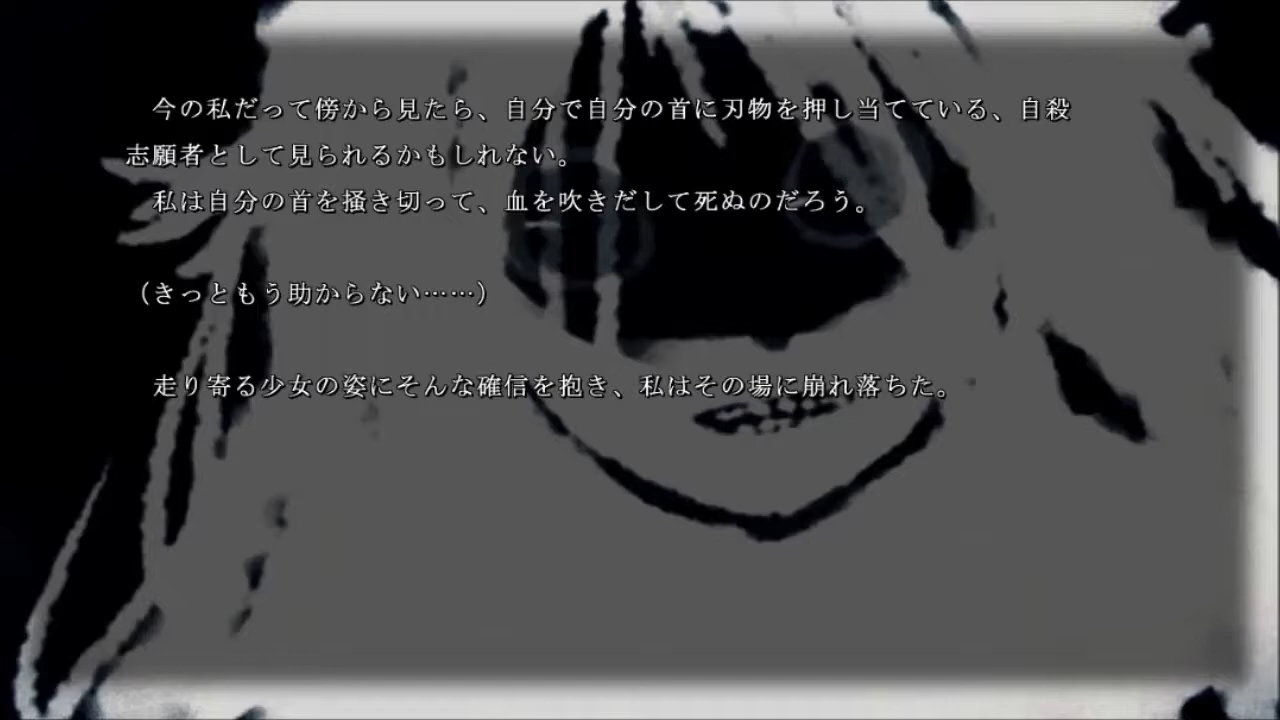 今の私だって傍から見たら、自分で自分の首に刃物を押し当てている、自殺
志願者として見られるかもしれない。
私は自分の首を掻き切って、血を吹きだして死ぬのだろう。
（きっともう助からない……）
走り寄る少女の姿にそんな確信を抱き、私はその場に崩れ落ちた。